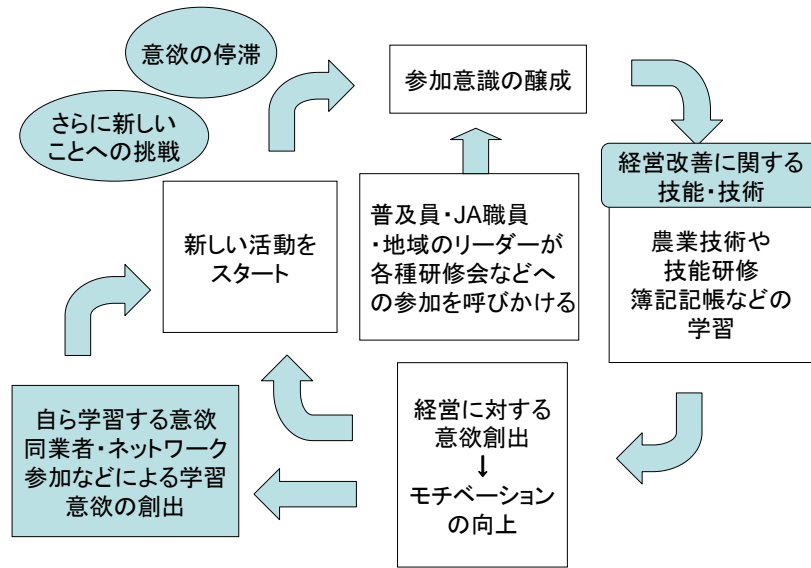 意欲の停滞
さらに新しい
ことへの挑戦
参加意識の醸成
経営改善に関する
技能・技術
農業技術や
技能研修
簿記記帳などの
学習
新しい活動を
スタート
普及員・JA職員
・地域のリーダーが
各種研修会などへ
の参加を呼びかける
経営に対する
意欲創出
↓
モチベーション
の向上
自ら学習する意欲
同業者・ネットワーク
参加などによる学習
意欲の創出